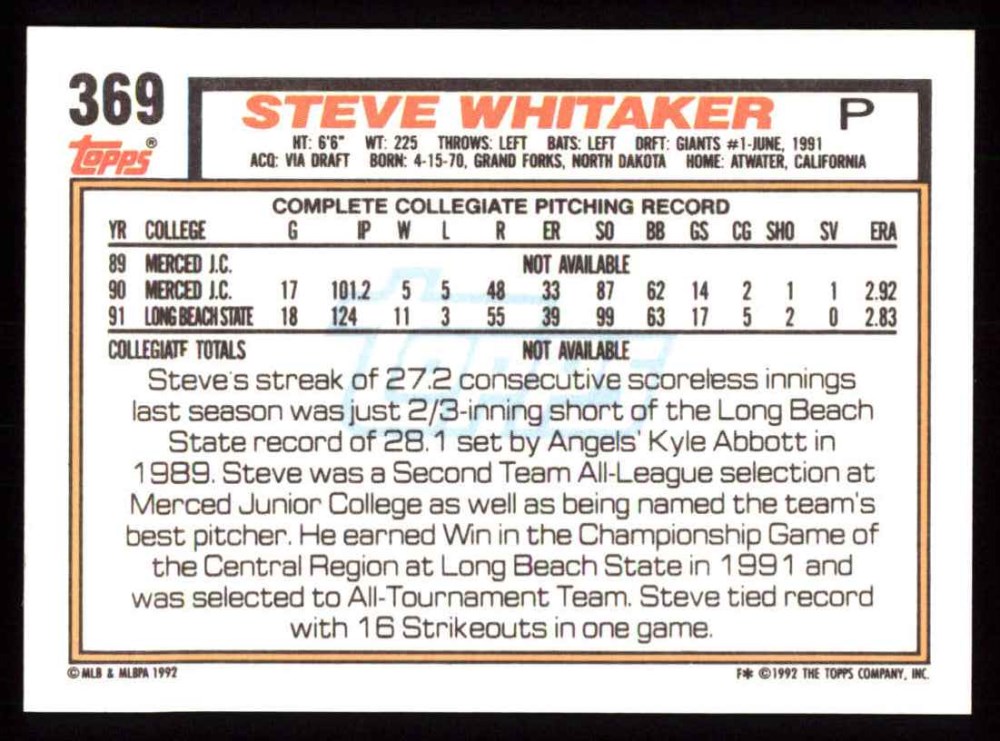 369
STEVE WHITAKER P
topps®
HT: 6'6" WT: 225 THROWS: LEFT BATS: LEFT DRFT: GIANTS #1-JUNE, 1991
ACQ: VIA DRAFT BORN: 4-15-70, GRAND FORKS, NORTH DAKOTA HOME: ATWATER, CALIFORNIA
COMPLETE COLLEGIATE PITCHING RECORD
YR COLLEGE G IP W L R ER SO BB GS CG SHO SV ERA
89 MERCED J.C. NOT AVAILABLE
90 MERCED J.C. 17 101.2 5 5 48 33 87 62 14 2 1 1 2.92
91 LONG BEACH STATE 18 124 11 3 55 39 99 63 17 5 2 0 2.83
COLLEGIATE TOTALS NOT AVAILABLE
topps
Steve's streak of 27.2 consecutive scoreless innings
last season was just 2/3-inning short of the Long Beach
State record of 28.1 set by Angels' Kyle Abbott in
1989. Steve was a Second Team All-League selection at
Merced Junior College as well as being named the team's
best pitcher. He earned Win in the Championship Game of
the Central Region at Long Beach State in 1991 and
was selected to All-Tournament Team. Steve tied record
with 16 Strikeouts in one game.
© MLB & MLBPA 1992 F✱ © 1992 THE TOPPS COMPANY, INC.